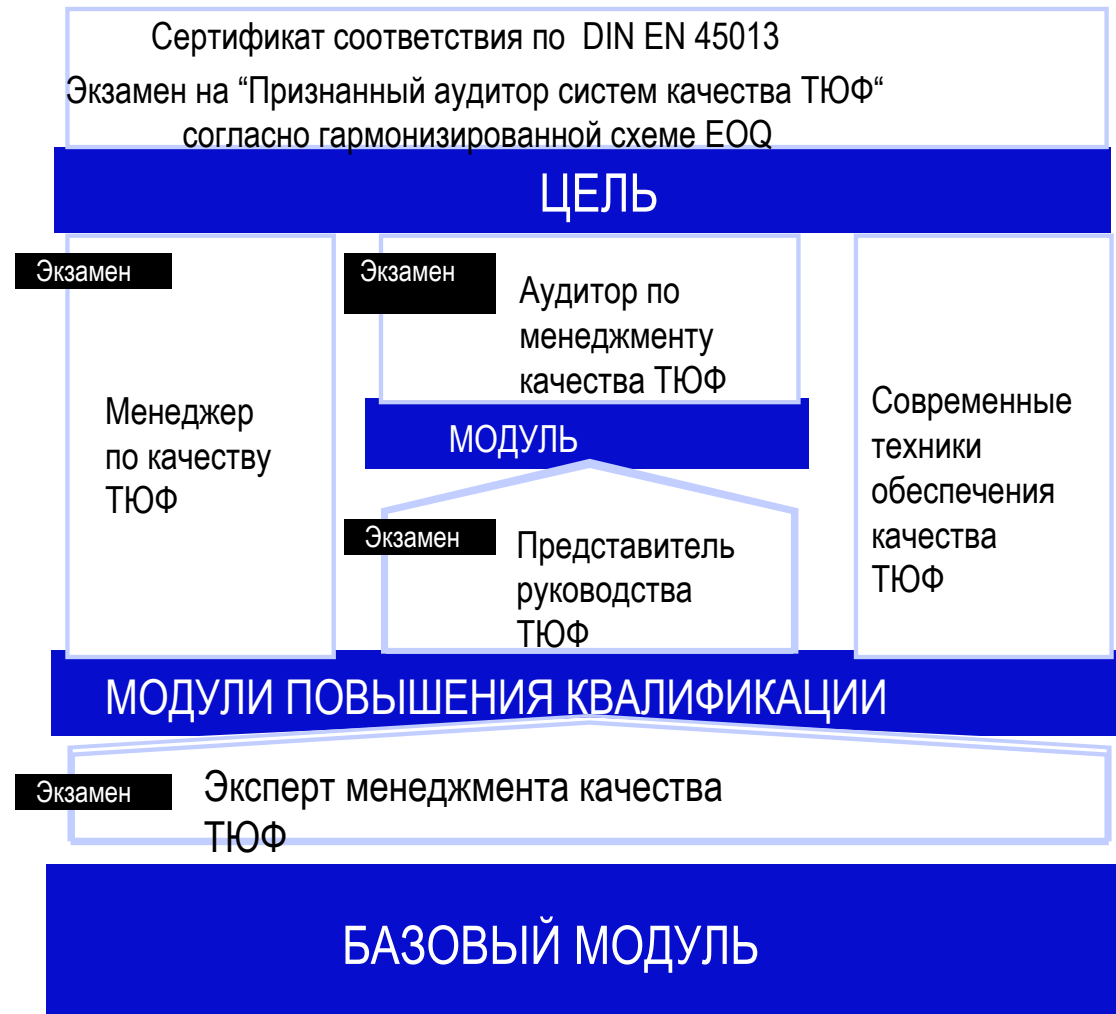 Сертификат соответствия по DIN EN 45013
Экзамен на “Признанный аудитор систем качества ТЮФ“
согласно гармонизированной схеме EOQ
ЦЕЛЬ
Экзамен
Менеджер
по качеству
ТЮФ
Экзамен
Аудитор по
менеджменту
качества ТЮФ
МОДУЛЬ
Экзамен
Представитель
руководства
ТЮФ
Современные
техники
обеспечения
качества
ТЮФ
МОДУЛИ ПОВЫШЕНИЯ КВАЛИФИКАЦИИ
Экзамен
Эксперт менеджмента качества
ТЮФ
БАЗОВЫЙ МОДУЛЬ